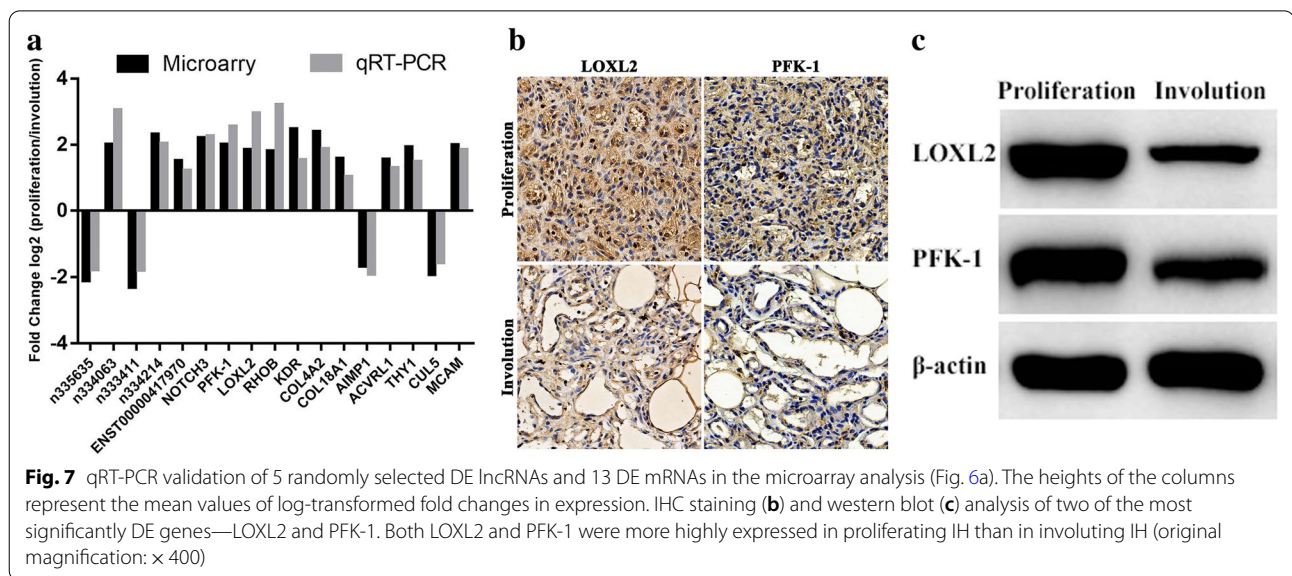 a
Microarry
qRT-PCR
Fold Change log2 (proliferation/involution)
4
2
0
-2
-4
n335635
n334063
n333411
n334214
ENST00000417970
NOTCH3
PFK-1
LOXL2
RHOB
KDR
COL4A2
COL18A1
AIMP1
ACVRL1
THY1
CUL5
MCAM
b
LOXL2
PFK-1
Proliferation
Involution
c
Proliferation Involution
LOXL2
PFK-1
β-actin
Fig. 7 qRT-PCR validation of 5 randomly selected DE lncRNAs and 13 DE mRNAs in the microarray analysis (Fig. 6a). The heights of the columns
represent the mean values of log-transformed fold changes in expression. IHC staining (b) and western blot (c) analysis of two of the most
significantly DE genes—LOXL2 and PFK-1. Both LOXL2 and PFK-1 were more highly expressed in proliferating IH than in involuting IH (original
magnification: × 400)